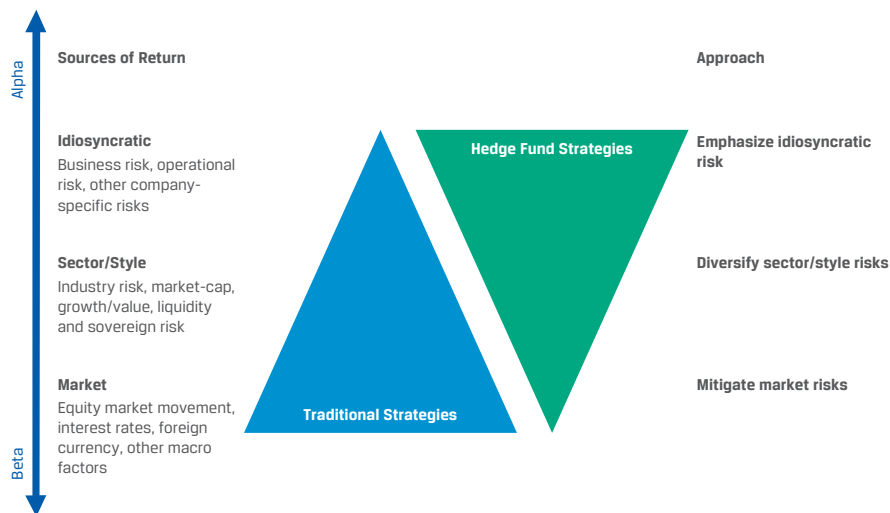 Alpha
Sources of Return
Approach
Idiosyncratic
Business risk, operational
risk, other company-
specific risks
Hedge Fund Strategies
Emphasize idiosyncratic
risk
Sector/Style
Industry risk, market-cap,
growth/value, liquidity
and sovereign risk
Diversify sector/style risks
Market
Equity market movement,
interest rates, foreign
currency, other macro
factors
Traditional Strategies
Mitigate market risks
Beta